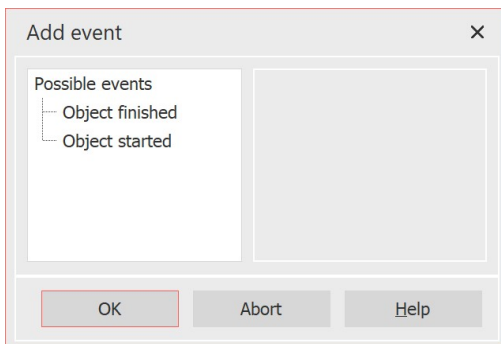 Add event
Possible events
Object finished
Object started
OK Abort Help